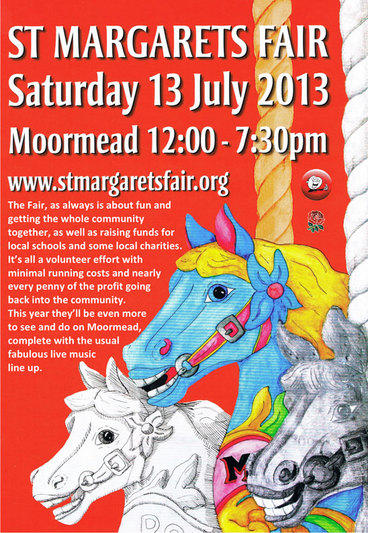 ST MARGARETS FAIR
Saturday 13 July 2013
Moormead 12:00 - 7:30pm
www.stmargaretsfair.org
The Fair, as always is about fun and
getting the whole community
together, as well as raising funds for
local schools and some local charities.
It's all a volunteer effort with
minimal running costs and nearly
every penny of the profit going
back into the community.
This year they'll be even more
to see and do on Moormead,
complete with the usual
fabulous live music
line up.